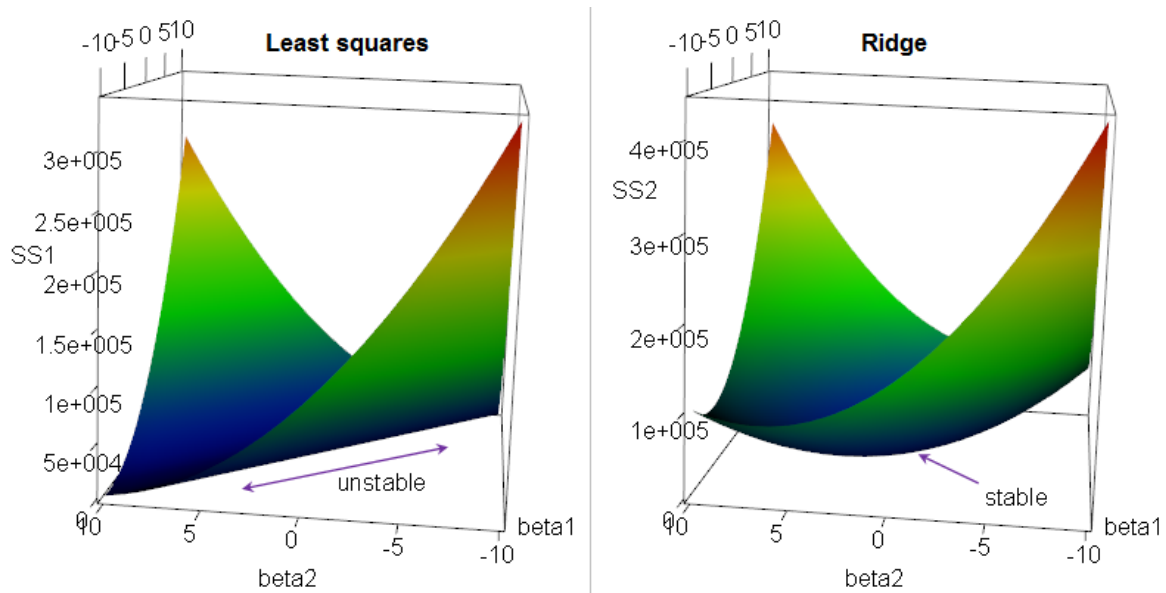 Least squares
-10-5 0 510
3e+005
2.5e+005
SS1
2e+005
1.5e+005
1e+005
5e+004
0
10
5
0
-5
-10
beta1
beta2
unstable
Ridge
-10-5 0 510
4e+005
SS2
3e+005
2e+005
1e+005
0
10
5
0
-5
-10
beta1
beta2
stable